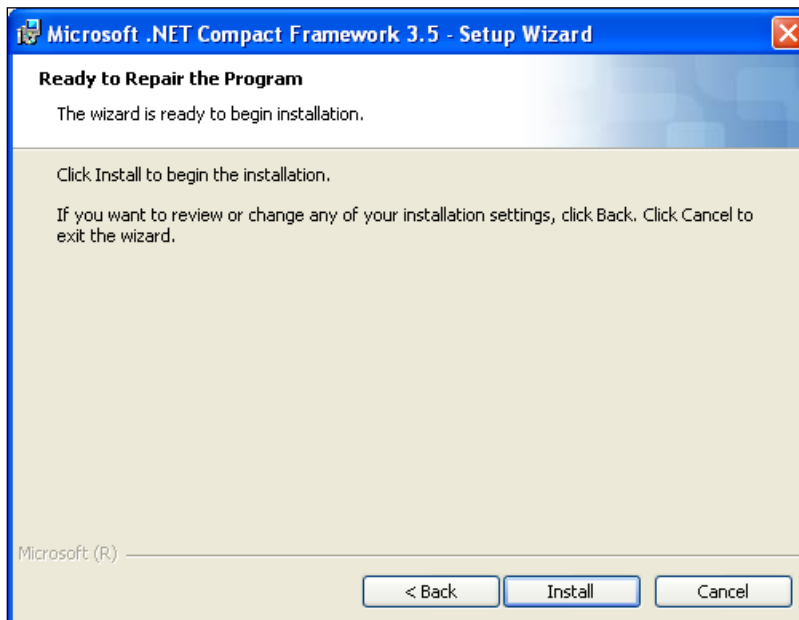 Microsoft .NET Compact Framework 3.5 - Setup Wizard
Ready to Repair the Program
The wizard is ready to begin installation.
Click Install to begin the installation.
If you want to review or change any of your installation settings, click Back. Click Cancel to
exit the wizard.
Microsoft (R)
< Back Install Cancel